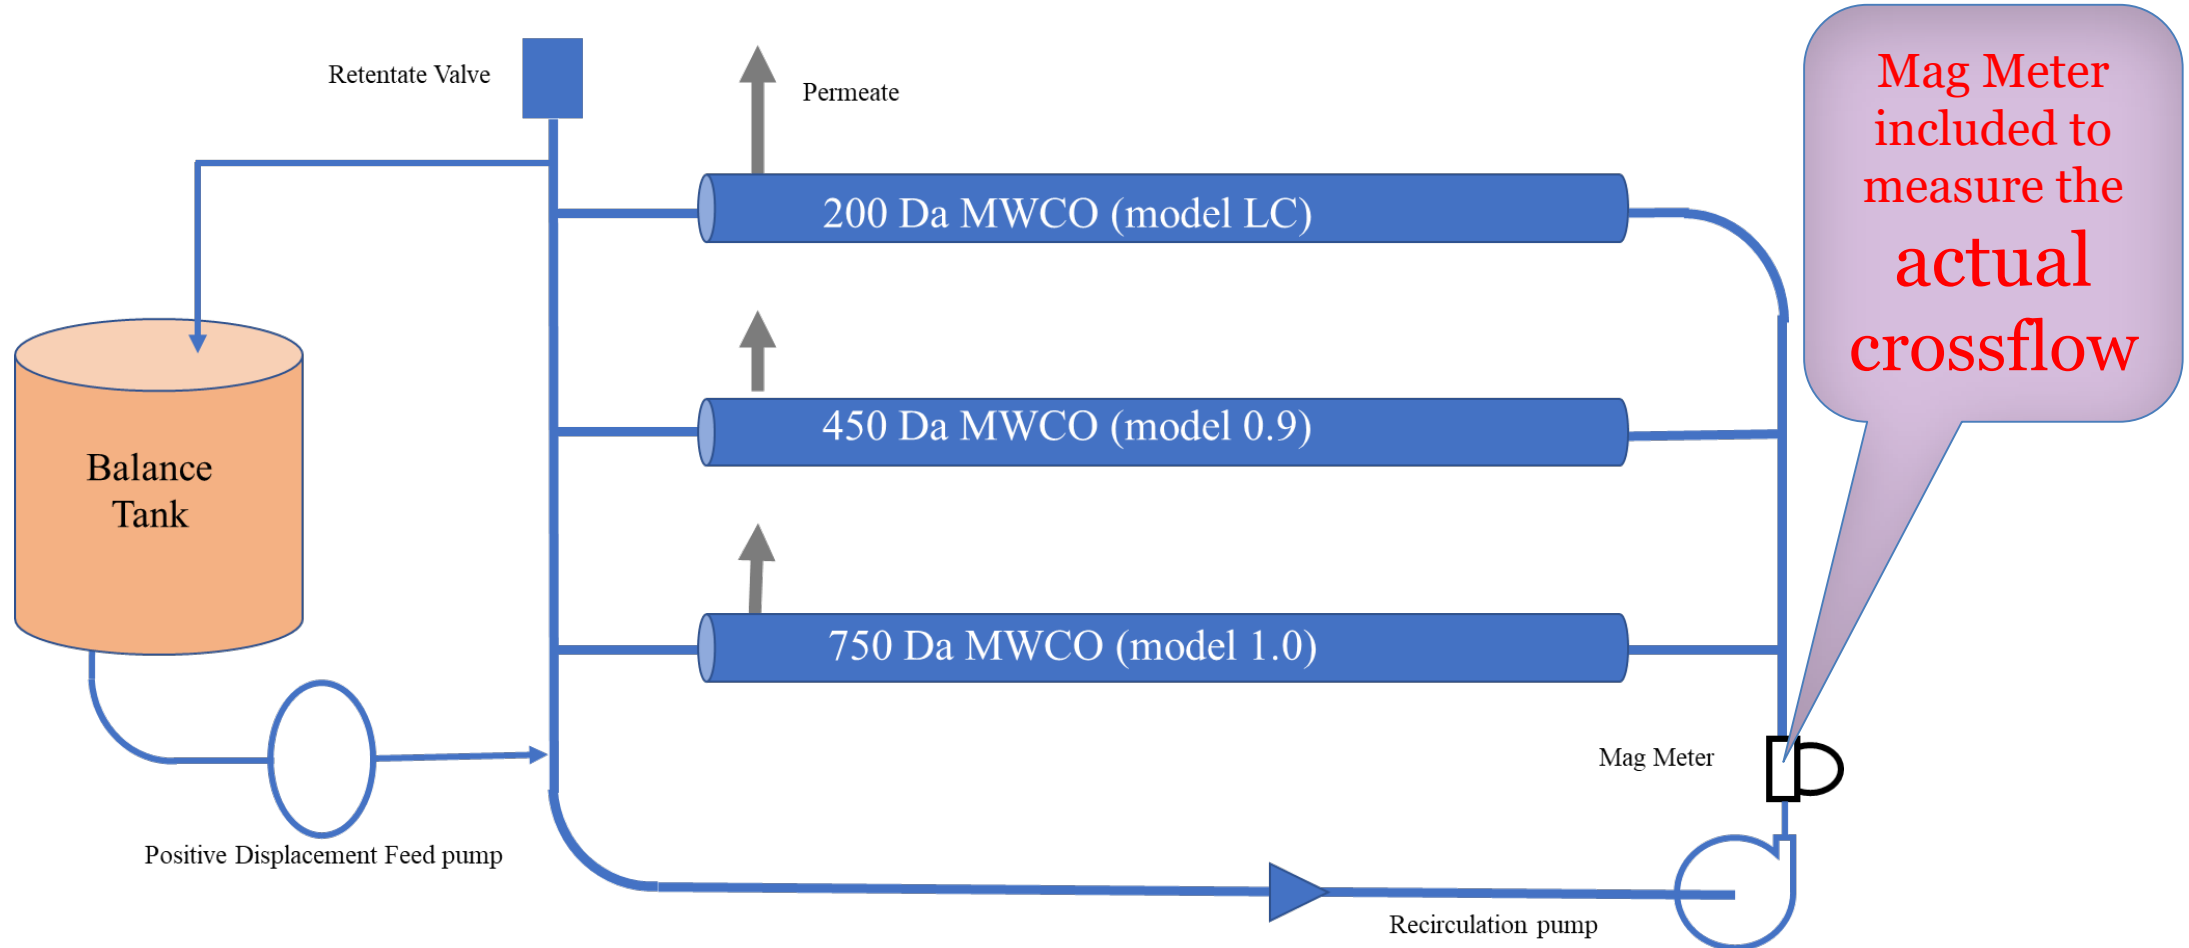 Retentate Valve
Permeate
Mag Meter
included to
measure the
actual
crossflow
200 Da MWCO (model LC)
450 Da MWCO (model 0.9)
Balance
Tank
750 Da MWCO (model 1.0)
Mag Meter
Positive Displacement Feed pump
Recirculation pump